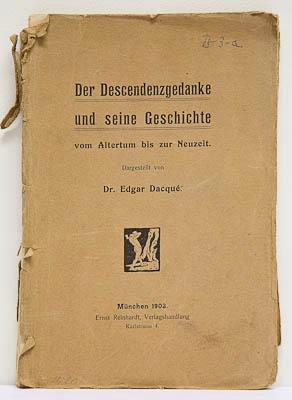 Der Descendenzgedanke
und seine Geschichte
vom Altertum bis zur Neuzeit.
Dargestellt von
Dr. Edgar Dacqué.
München 1903.
Ernst Reinhardt, Verlagshandlung
Karlstrasse 4.